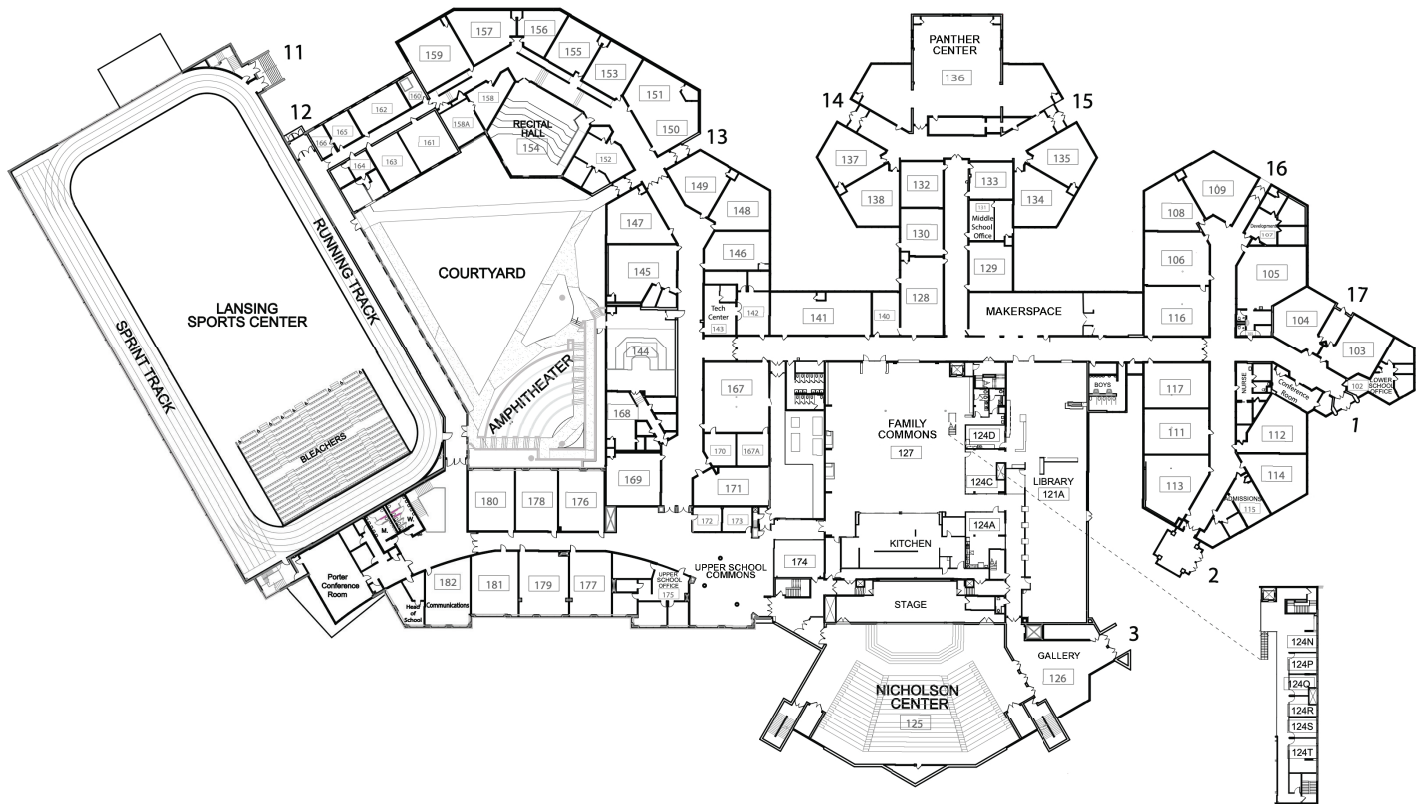 11
12
157
156
159
155
153
151
150
160
162
158
158A
165
166
161
163
164
RECITAL
HALL
154
152
13
149
148
147
146
145
PANTHER
CENTER
136
14
15
137
135
138
134
132
133
131
Middle
School
Office
130
129
128
16
109
108
Development
107
106
105
116
17
104
103
102
LOWER
SCHOOL
OFFICE
1
Conference
Room
NURSE
117
111
112
113
114
ADMISSIONS
115
2
LANSING
SPORTS CENTER
RUNNING TRACK
SPRINT TRACK
BLEACHERS
COURTYARD
AMPHITHEATER
Tech
Center
143
142
141
140
MAKERSPACE
144
167
168
170
167A
169
171
172
173
BOYS
FAMILY
COMMONS
127
124D
124C
124A
LIBRARY
121A
KITCHEN
174
STAGE
180
178
176
M.
W.
Porter
Conference
Room
Head
of
School
182
Communications
181
179
177
UPPER
SCHOOL
OFFICE
175
UPPER SCHOOL
COMMONS
NICHOLSON
CENTER
125
GALLERY
126
3
124N
124P
124Q
124R
124S
124T